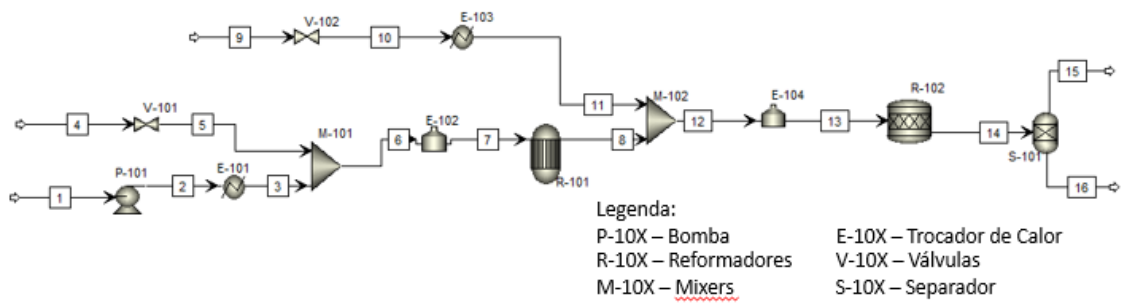 V-102
E-103
9
10
V-101
4
5
M-101
11
M-102
E-104
R-102
15
E-102
6
7
8
12
13
14
S-101
P-101
E-101
1
2
3
R-101
16
Legenda:
P-10X – Bomba
E-10X – Trocador de Calor
R-10X – Reformadores
V-10X – Válvulas
M-10X – Mixers
S-10X – Separador